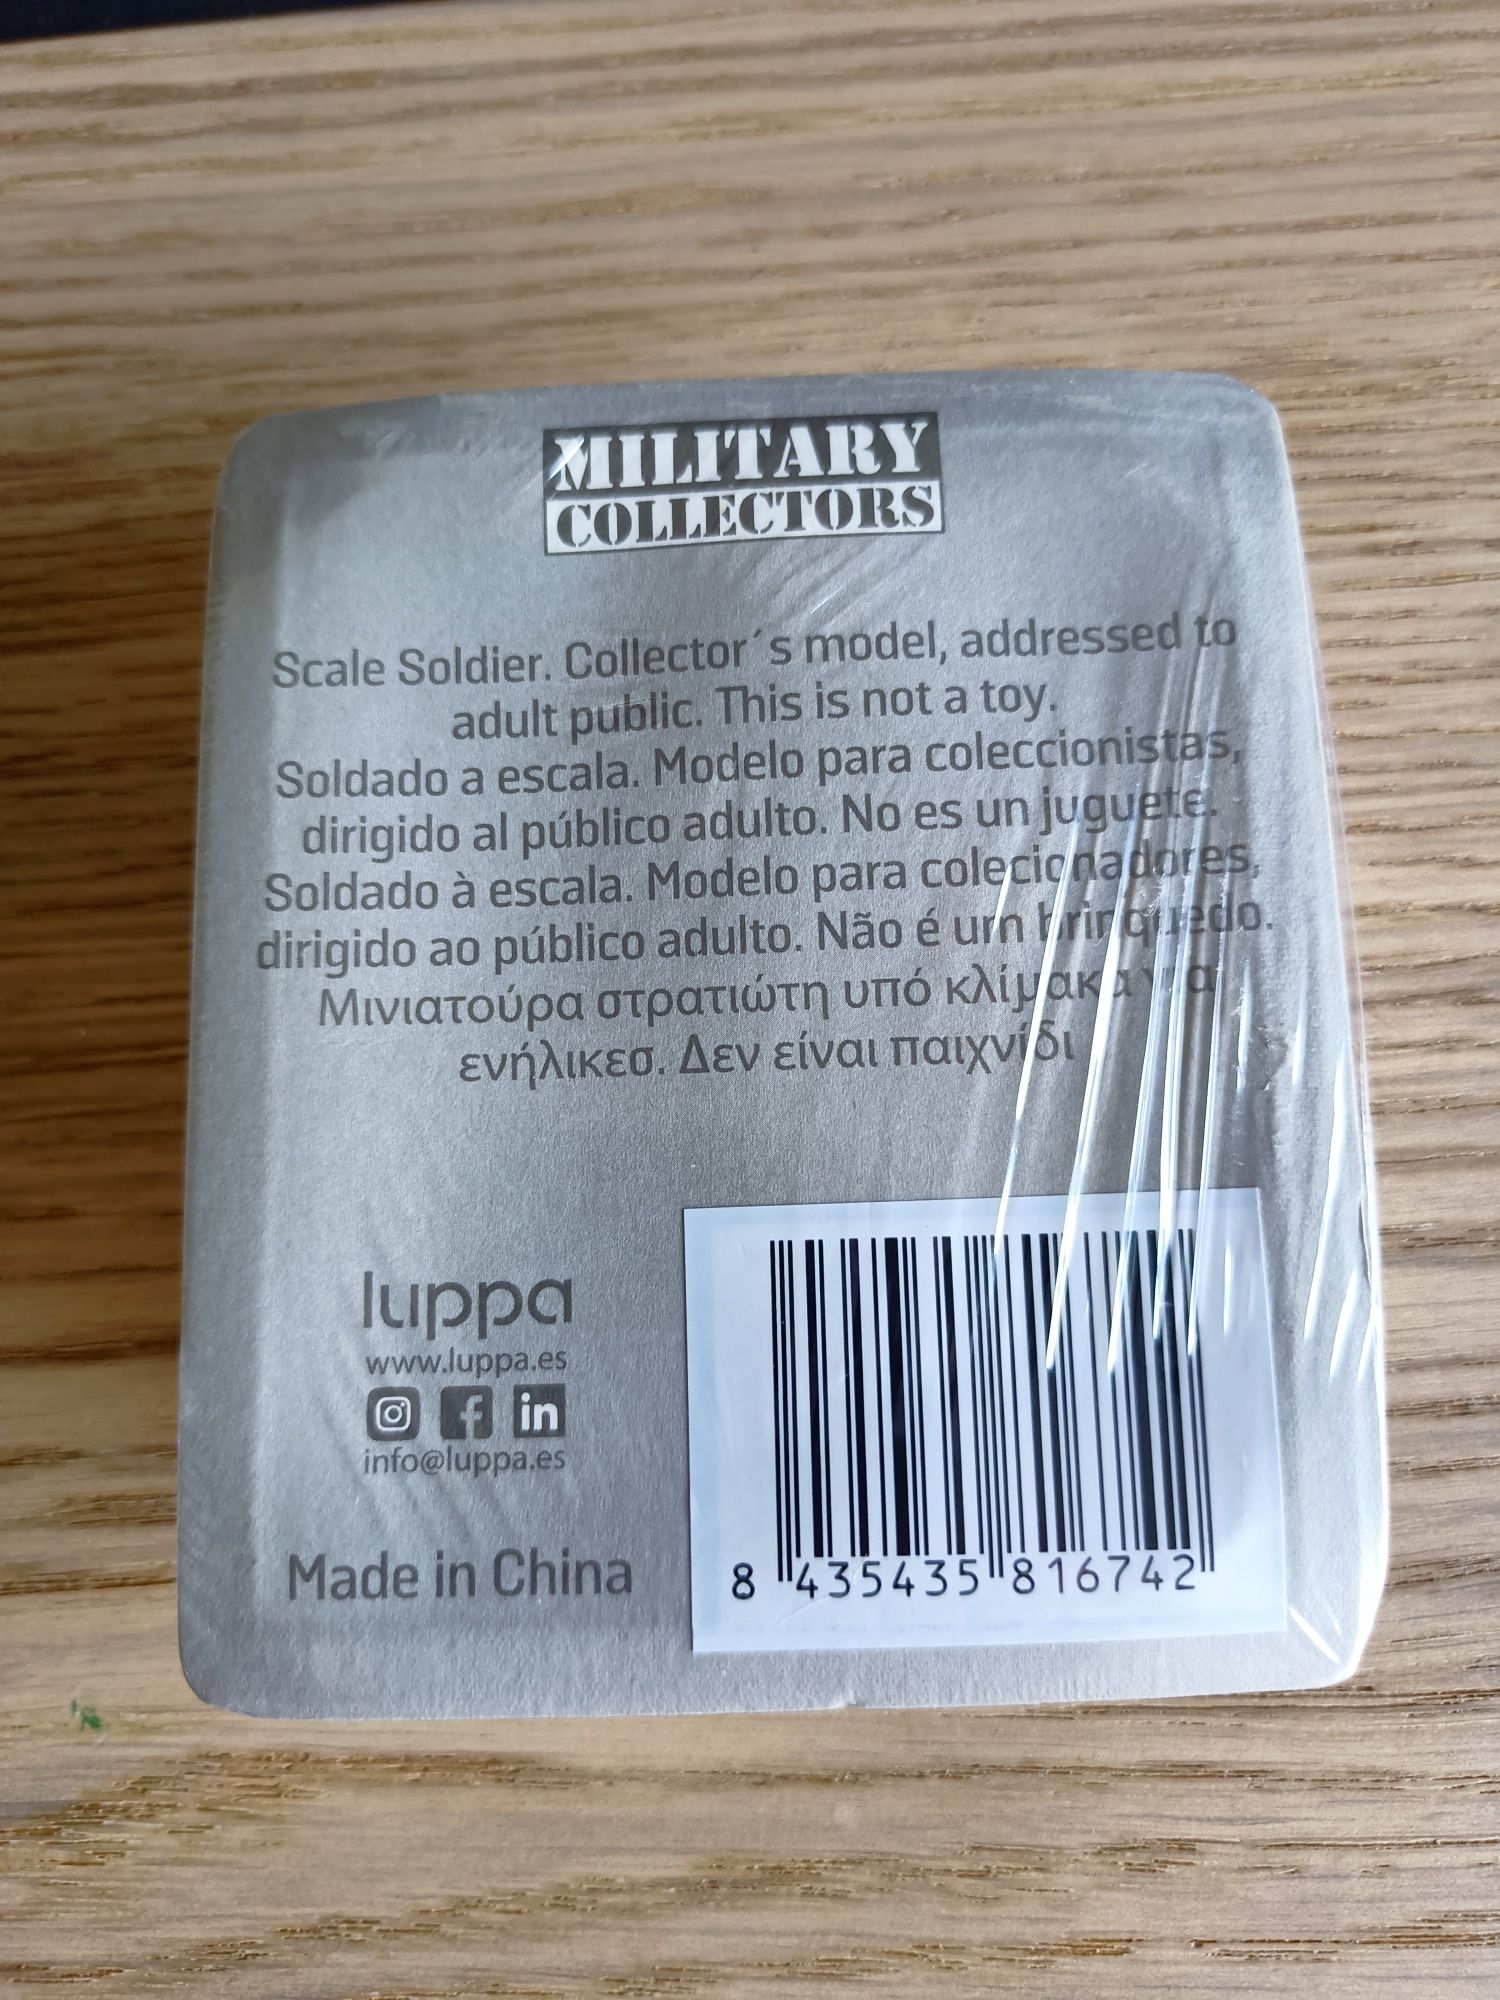 MILITARY
COLLECTORS
Scale Soldier. Collector´s model, addressed to
adult public. This is not a toy.
Soldado a escala. Modelo para coleccionistas,
dirigido al público adulto. No es un juguete.
Soldado à escala. Modelo para colecionadores,
dirigido ao público adulto. Não é um brinquedo.
Μινιατούρα στρατιώτη υπό κλίμακα για
ενήλικεσ. Δεν είναι παιχνίδι
luppa
www.luppa.es
in
info@luppa.es
Made in China
8 435435 816742